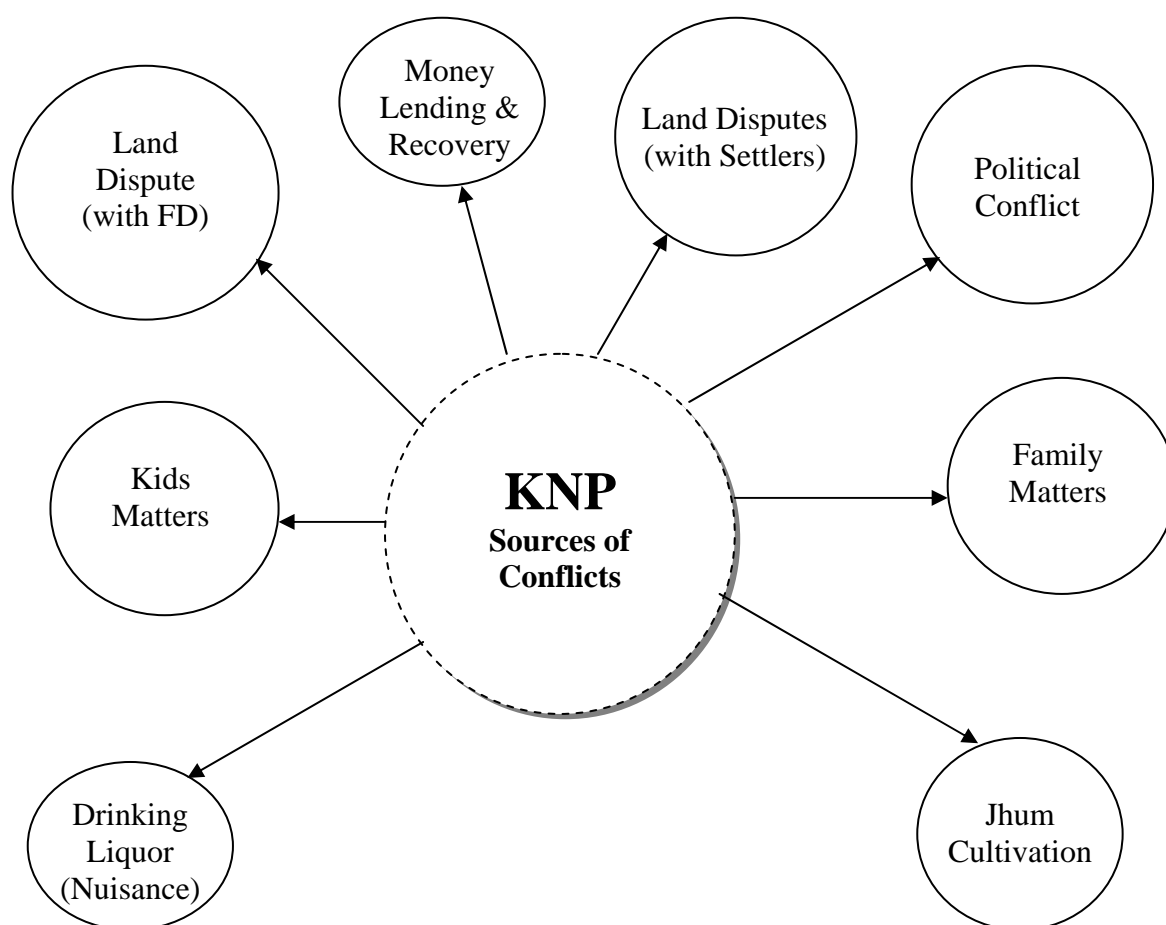 Land
Dispute
(with FD)
Money
Lending &
Recovery
Land Disputes
(with Settlers)
Political
Conflict
Kids
Matters
KNP
Sources of
Conflicts
Family
Matters
Drinking
Liquor
(Nuisance)
Jhum
Cultivation